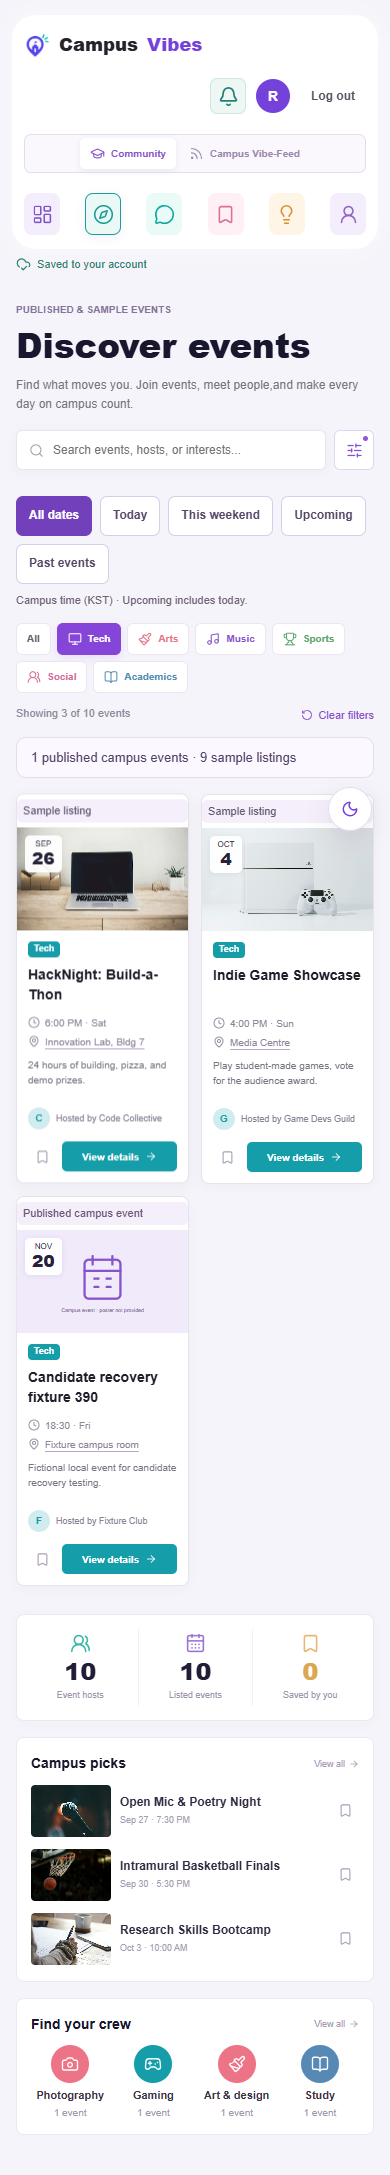 Campus Vibes
R
Log out
Community
Campus Vibe-Feed
Saved to your account
PUBLISHED & SAMPLE EVENTS
Discover events
Find what moves you. Join events, meet people,and make every
day on campus count.
Search events, hosts, or interests...
All dates
Today
This weekend
Upcoming
Past events
Campus time (KST) · Upcoming includes today.
All
Tech
Arts
Music
Sports
Social
Academics
Showing 3 of 10 events
Clear filters
1 published campus events · 9 sample listings
Sample listing
SEP
26
Tech
HackNight: Build-a-
Thon
6:00 PM · Sat
Innovation Lab, Bldg 7
24 hours of building, pizza, and
demo prizes.
C
Hosted by Code Collective
View details
Sample listing
OCT
4
Tech
Indie Game Showcase
4:00 PM · Sun
Media Centre
Play student-made games, vote
for the audience award.
G
Hosted by Game Devs Guild
View details
Published campus event
NOV
20
Campus event · poster not provided
Tech
Candidate recovery
fixture 390
18:30 · Fri
Fixture campus room
Fictional local event for candidate
recovery testing.
F
Hosted by Fixture Club
View details
10
Event hosts
10
Listed events
0
Saved by you
Campus picks
View all
Open Mic & Poetry Night
Sep 27 · 7:30 PM
Intramural Basketball Finals
Sep 30 · 5:30 PM
Research Skills Bootcamp
Oct 3 · 10:00 AM
Find your crew
View all
Photography
1 event
Gaming
1 event
Art & design
1 event
Study
1 event